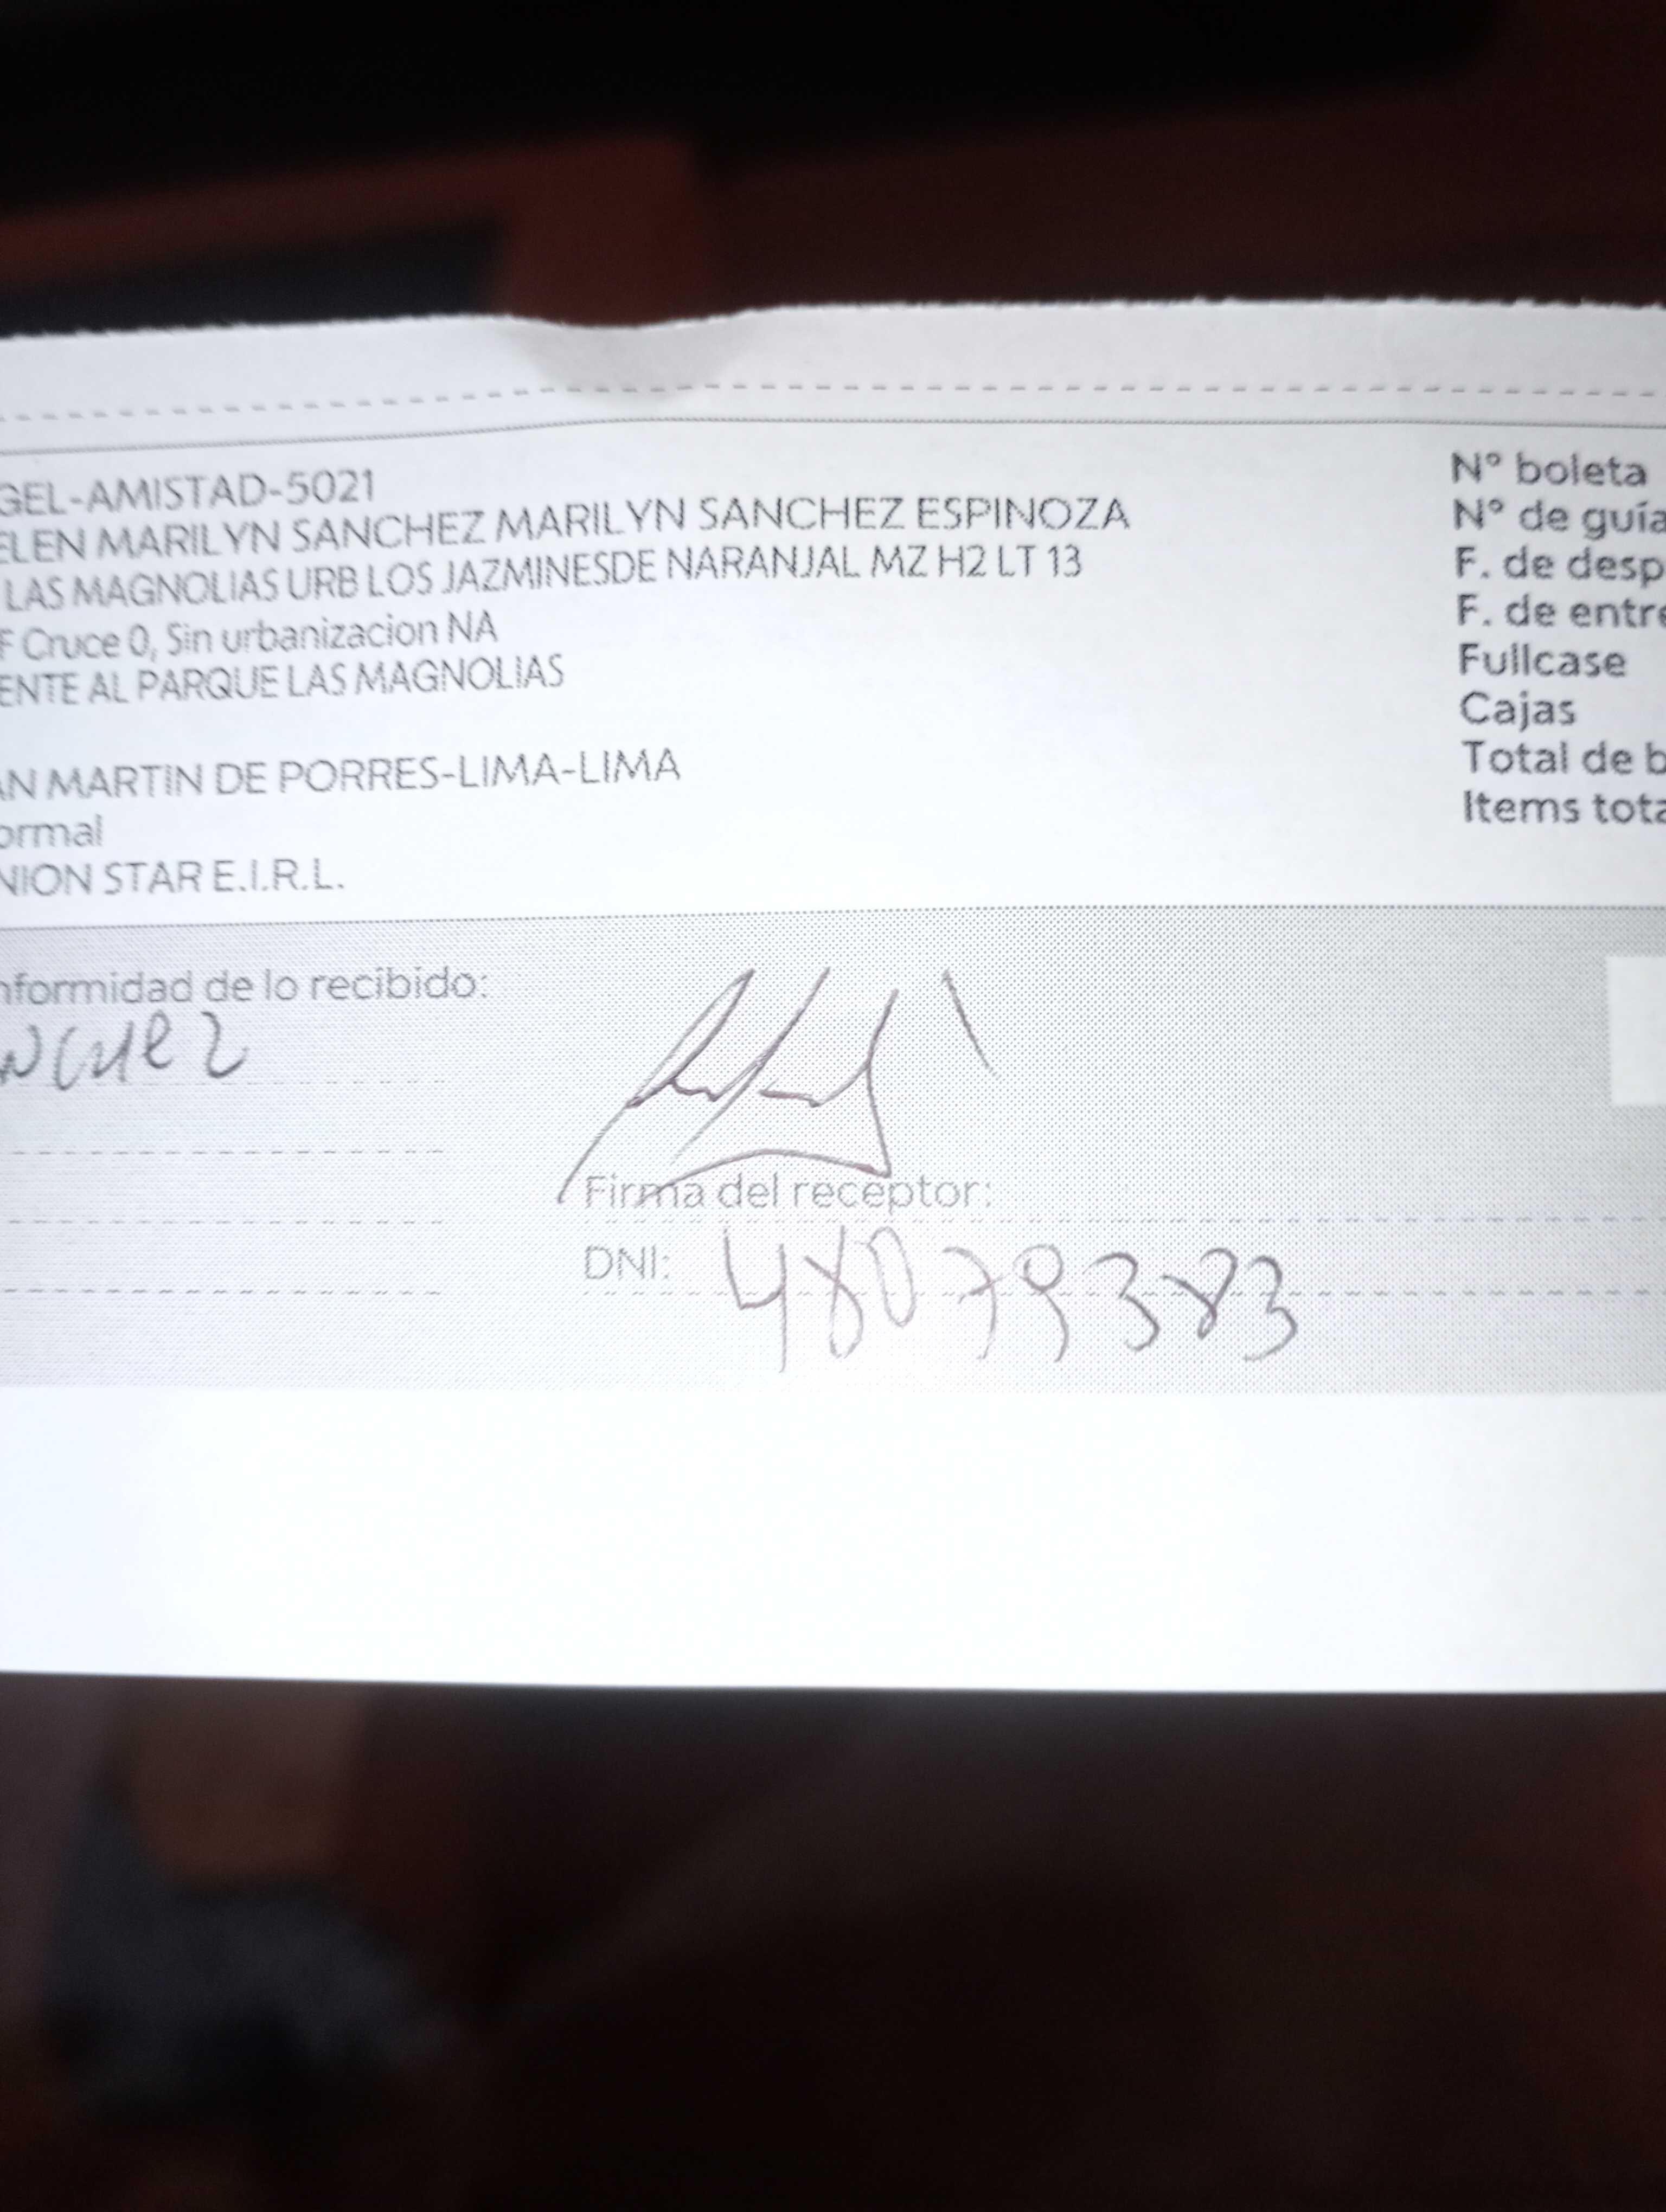 GEL-AMISTAD-5021
ELEN MARILYN SANCHEZ MARILYN SANCHEZ ESPINOZA
LAS MAGNOLIAS URB LOS JAZMINESDE NARANJAL MZ H2 LT 13
F Cruce 0, Sin urbanizacion NA
ENTE AL PARQUE LAS MAGNOLIAS
AN MARTIN DE PORRES-LIMA-LIMA
ormal
NION STAR E.I.R.L.
N° boleta
N° de guía
F. de desp
F. de entre
Fullcase
Cajas
Total de b
Items tota
nformidad de lo recibido:
nchez
Firma del receptor:
DNI: 48079383